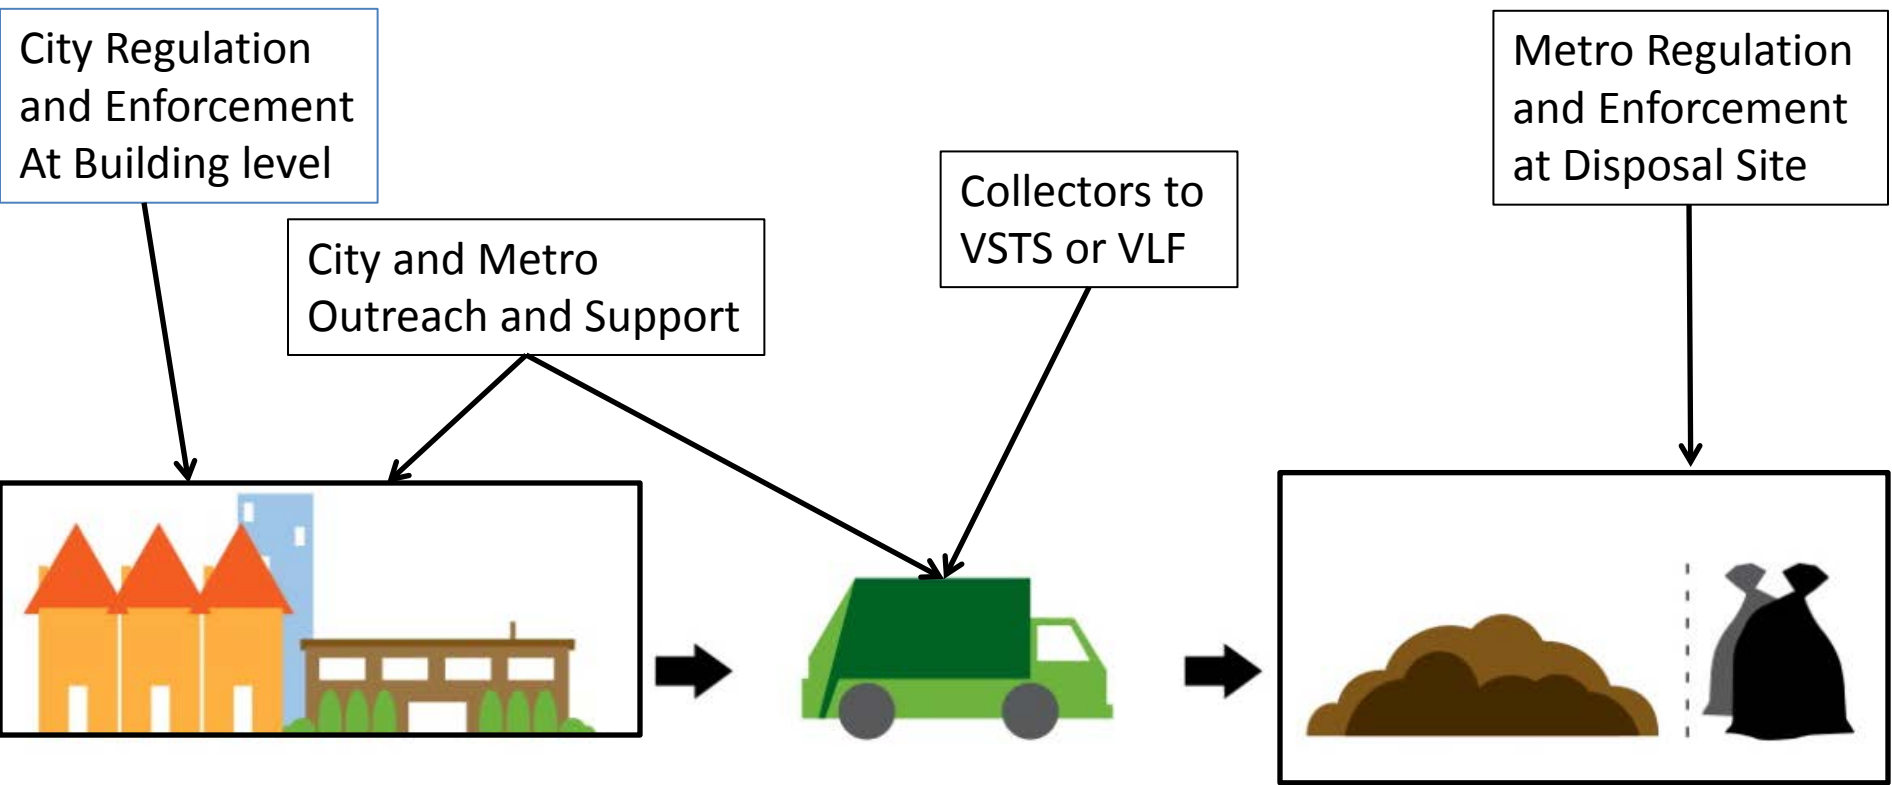 City Regulation
and Enforcement
At Building level
City and Metro
Outreach and Support
Collectors to
VSTS or VLF
Metro Regulation
and Enforcement
at Disposal Site